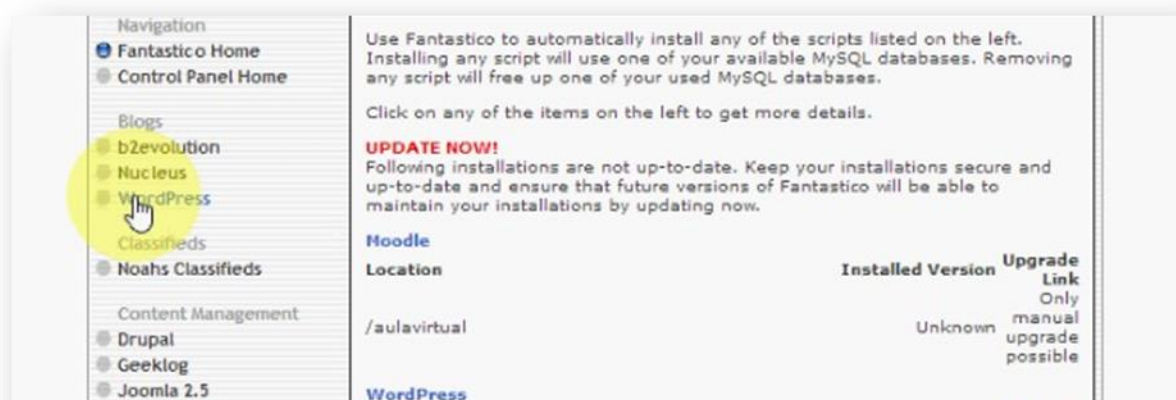 Navigation
Fantastico Home
Control Panel Home
Blogs
b2evolution
Nucleus
WordPress
Classifieds
Noahs Classifieds
Content Management
Drupal
Geeklog
Joomla 2.5
Use Fantastico to automatically install any of the scripts listed on the left.
Installing any script will use one of your available MySQL databases. Removing
any script will free up one of your used MySQL databases.
Click on any of the items on the left to get more details.
UPDATE NOW!
Following installations are not up-to-date. Keep your installations secure and
up-to-date and ensure that future versions of Fantastico will be able to
maintain your installations by updating now.
Moodle
Location Installed Version Upgrade
Link
/aulavirtual Unknown Only
manual
upgrade
possible
WordPress